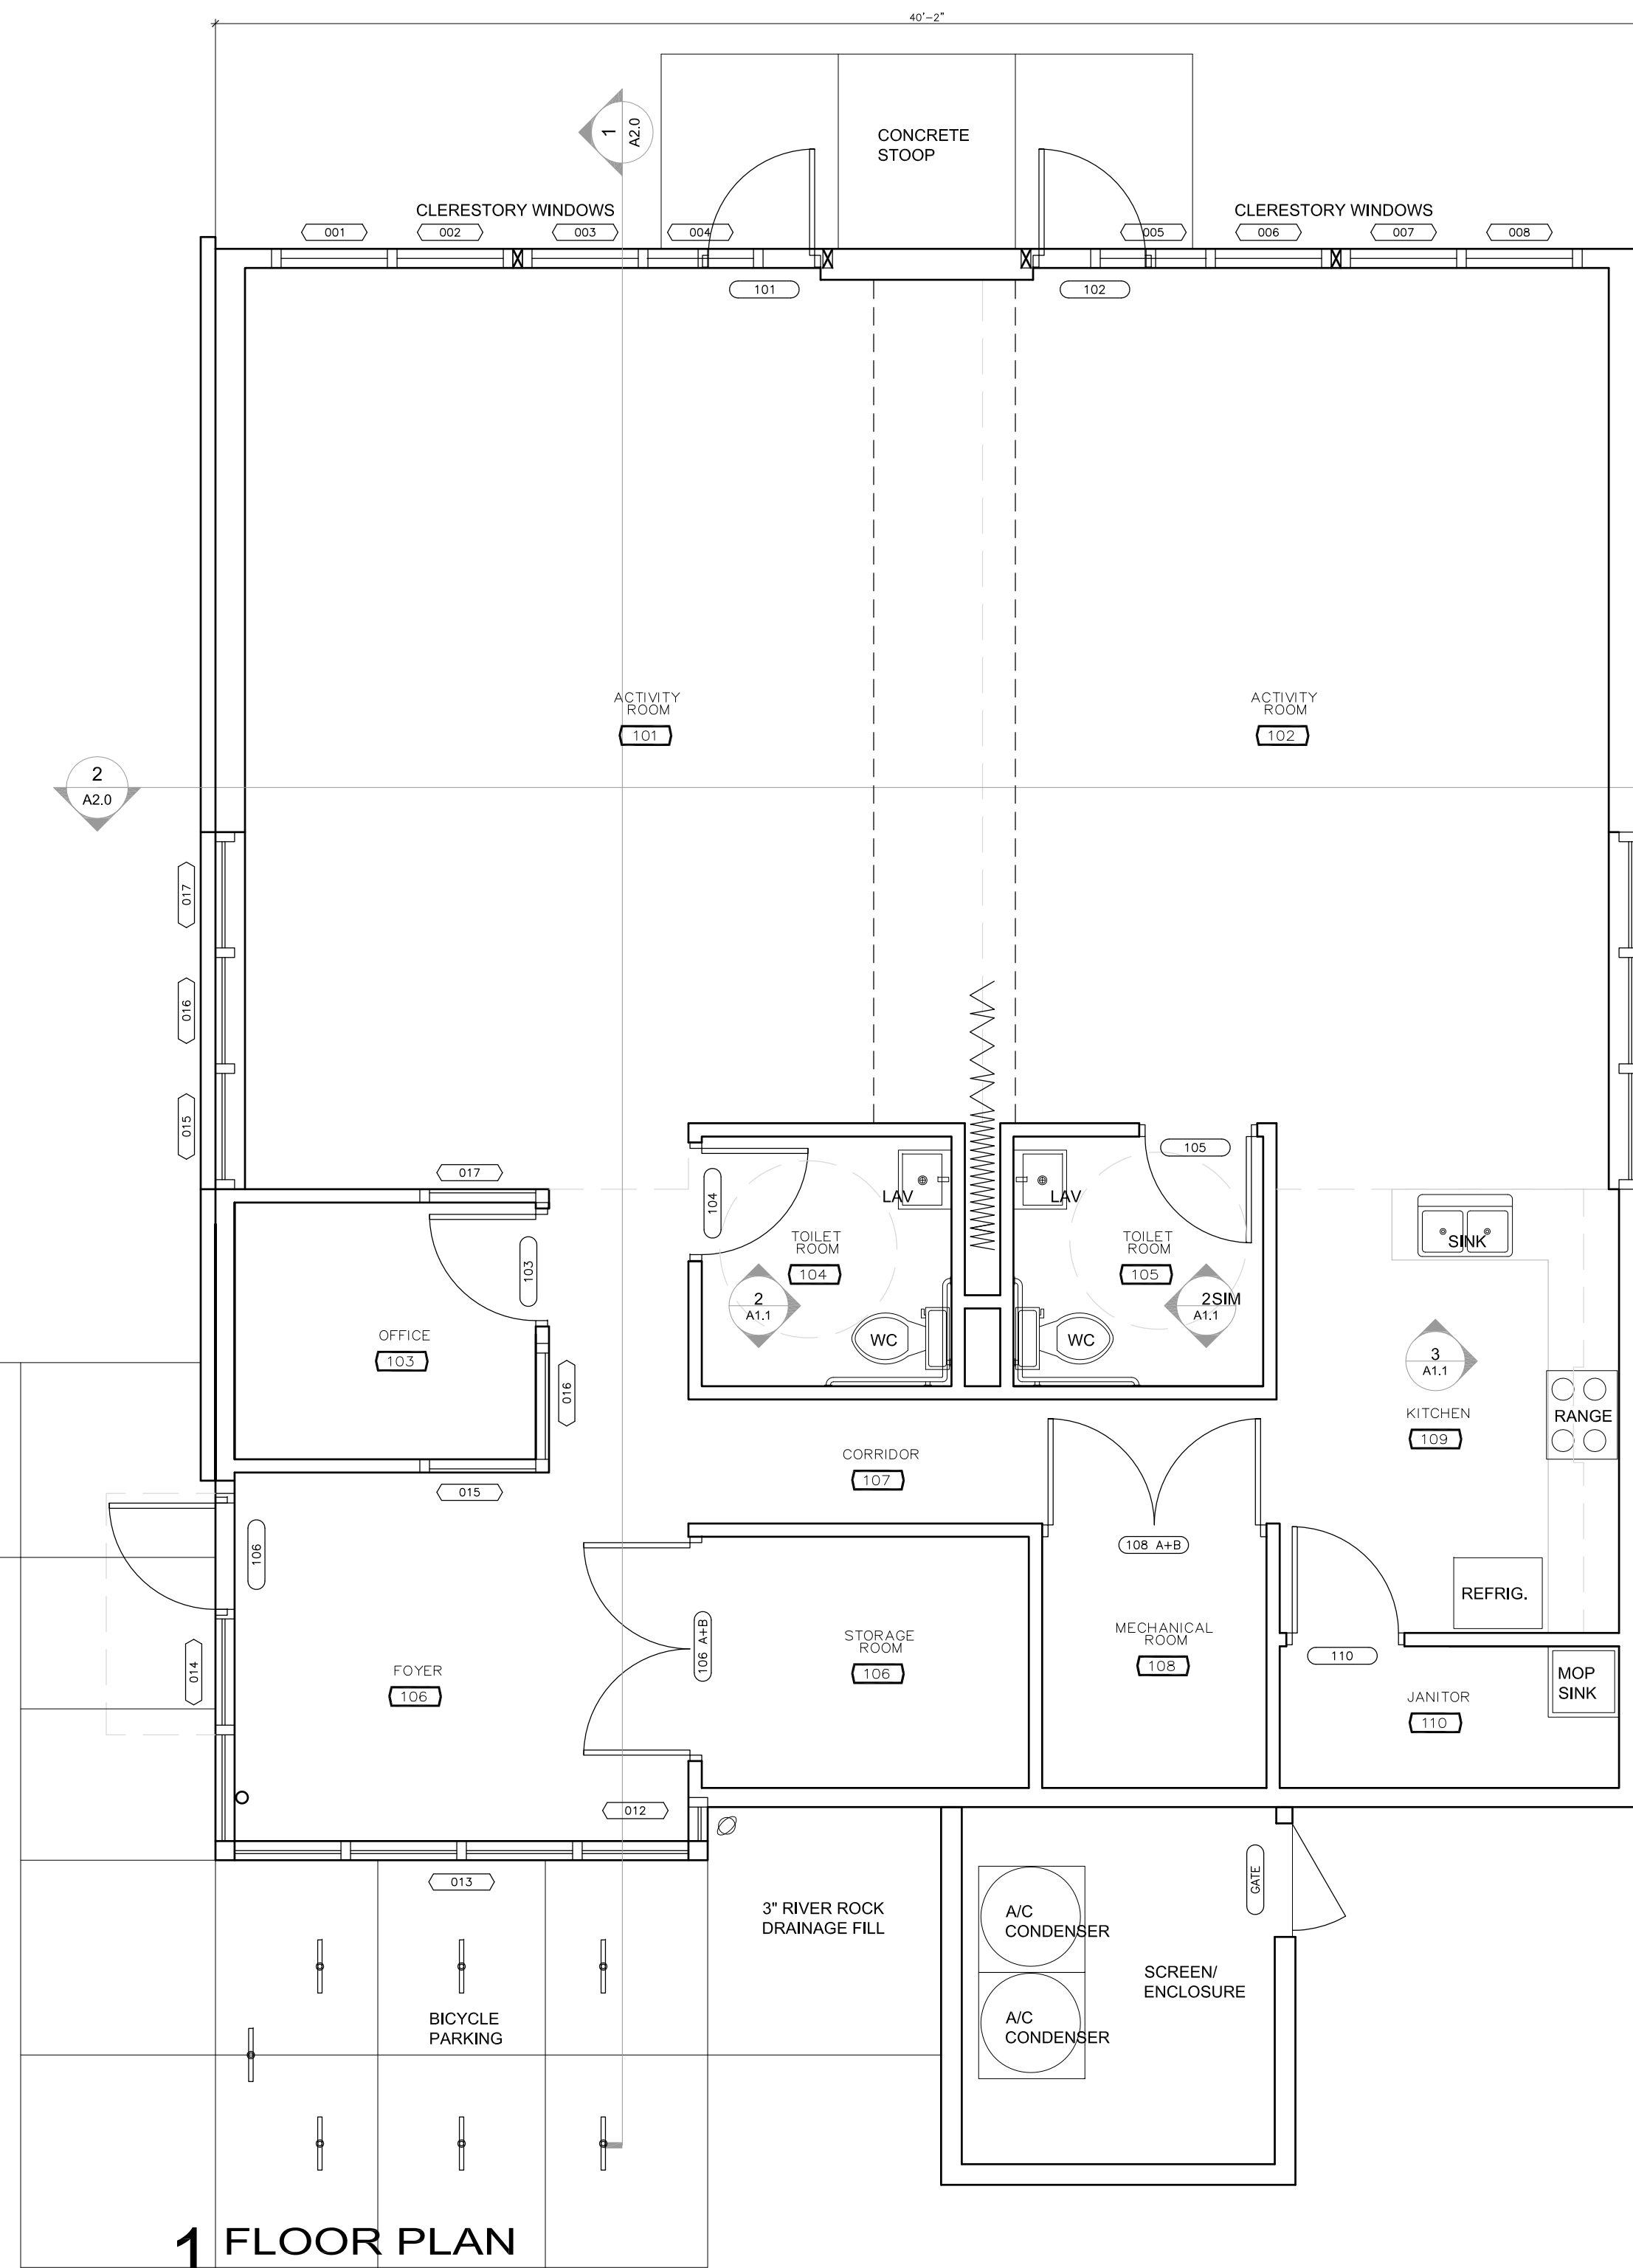 40'-2"
1
A2.0
CONCRETE
STOOP
CLERESTORY WINDOWS
CLERESTORY WINDOWS
001
002
003
004
005
006
007
008
101
102
ACTIVITY
ROOM
101
ACTIVITY
ROOM
102
2
A2.0
017
016
015
017
104
LAV
LAV
105
103
TOILET
ROOM
104
TOILET
ROOM
105
SINK
2
A1.1
2SIM
A1.1
OFFICE
103
WC
WC
3
A1.1
016
KITCHEN
109
RANGE
CORRIDOR
107
015
106
108 A+B
REFRIG.
106 A+B
STORAGE
ROOM
106
MECHANICAL
ROOM
108
110
014
FOYER
106
MOP
SINK
JANITOR
110
012
013
GATE
3" RIVER ROCK
DRAINAGE FILL
A/C
CONDENSER
SCREEN/
ENCLOSURE
BICYCLE
PARKING
A/C
CONDENSER
1 FLOOR PLAN